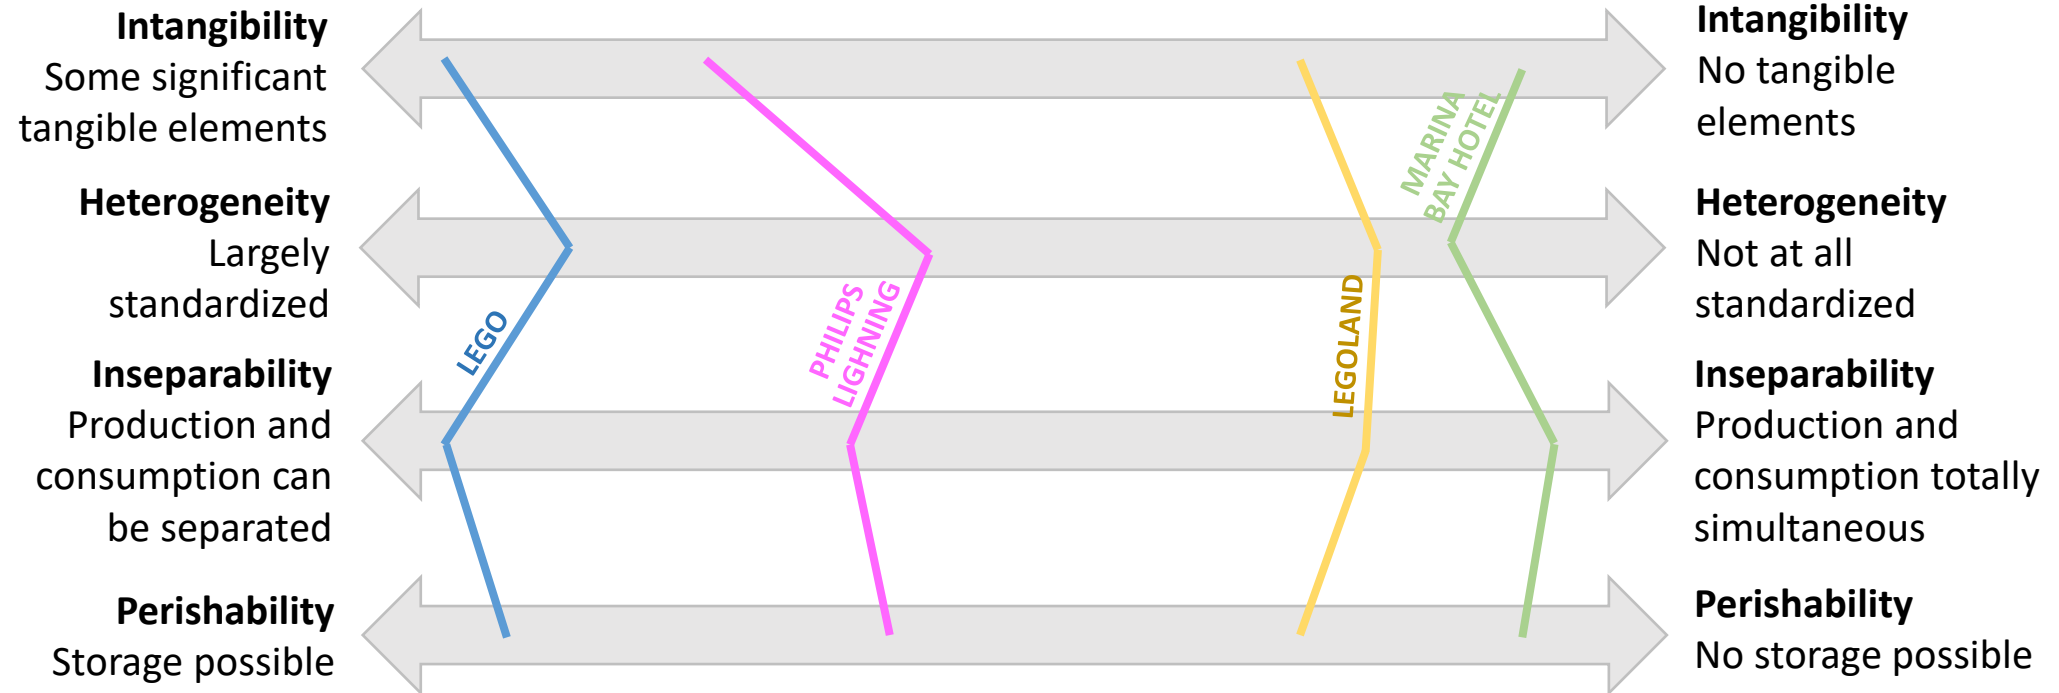 Intangibility
Some significant
tangible elements
Heterogeneity
Largely
standardized
Inseparability
Production and
consumption can
be separated
Perishability
Storage possible
LEGO
PHILIPS
LIGHNING
LEGOLAND
MARINA
BAY HOTEL
Intangibility
No tangible
elements
Heterogeneity
Not at all
standardized
Inseparability
Production and
consumption totally
simultaneous
Perishability
No storage possible